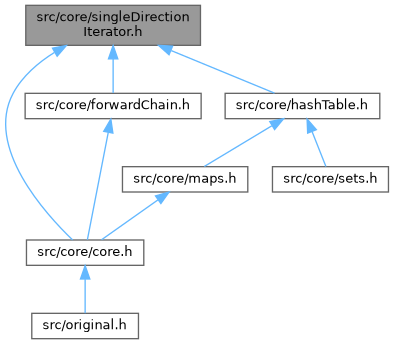 src/core/singleDirection
Iterator.h
src/core/forwardChain.h
src/core/hashTable.h
src/core/maps.h
src/core/sets.h
src/core/core.h
src/original.h